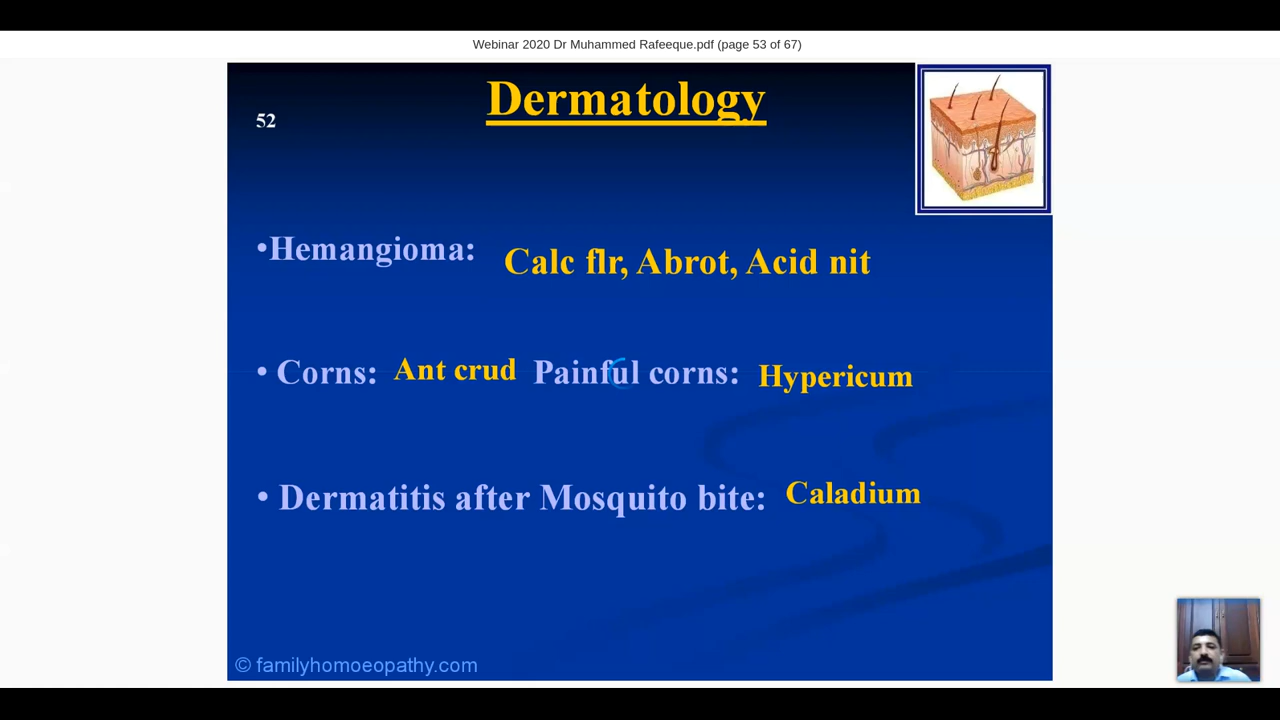 Webinar 2020 Dr Muhammed Rafeeque.pdf (page 53 of 67)
Dermatology
52
•Hemangioma: Calc flr, Abrot, Acid nit
• Corns: Ant crud Painful corns: Hypericum
• Dermatitis after Mosquito bite: Caladium
© familyhomoeopathy.com